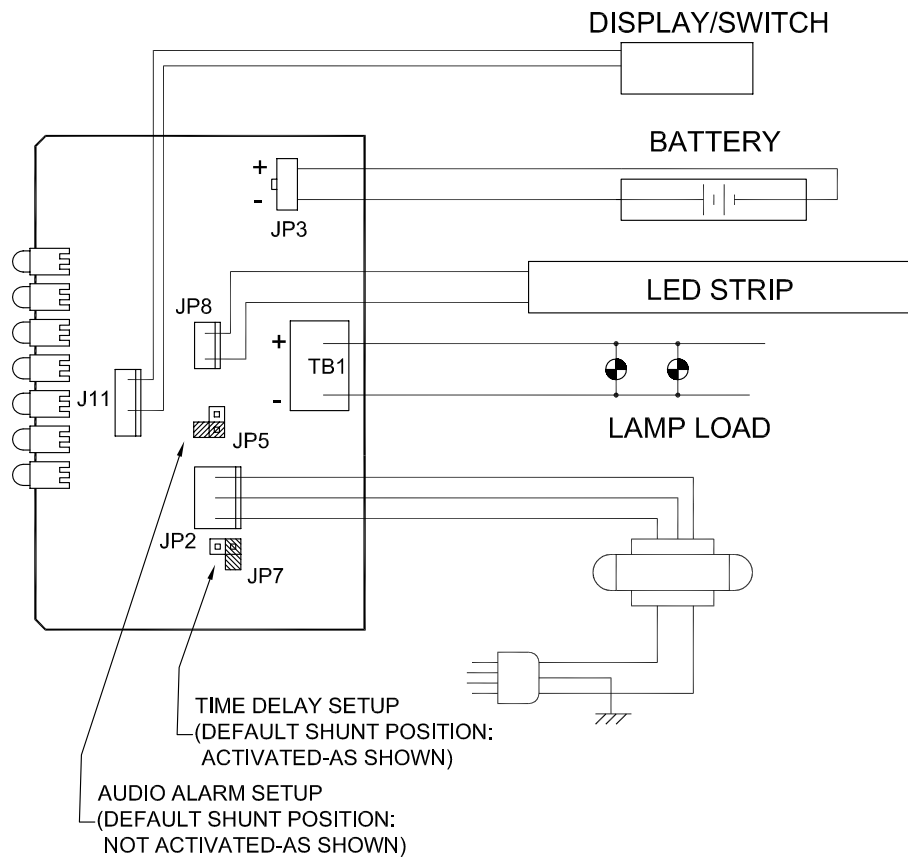 DISPLAY/SWITCH
BATTERY
+
-
JP3
LED STRIP
JP8
+
TB1
-
J11
LAMP LOAD
JP5
JP2
JP7
TIME DELAY SETUP
(DEFAULT SHUNT POSITION:
ACTIVATED-AS SHOWN)
AUDIO ALARM SETUP
(DEFAULT SHUNT POSITION:
NOT ACTIVATED-AS SHOWN)